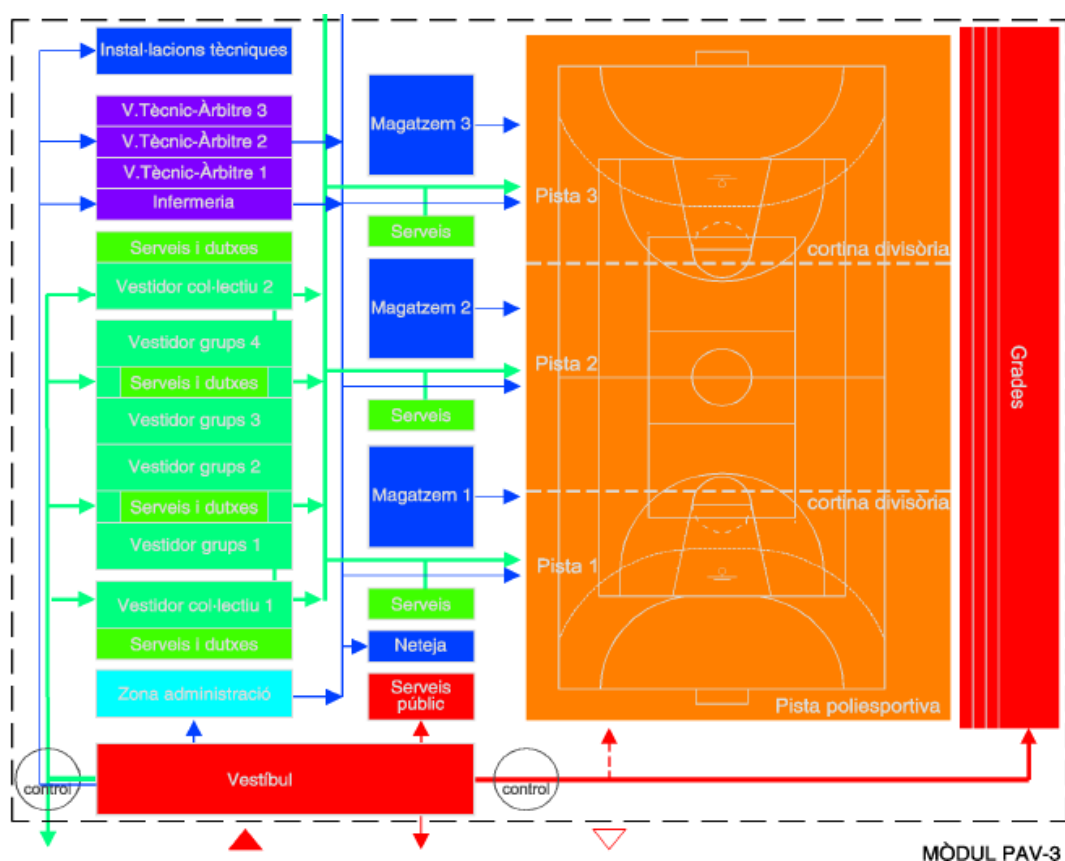 Instal·lacions tècniques
V.Tècnic-Àrbitre 3
V.Tècnic-Àrbitre 2
V.Tècnic-Àrbitre 1
Infermeria
Serveis i dutxes
Vestidor col·lectiu 2
Vestidor grups 4
Serveis i dutxes
Vestidor grups 3
Vestidor grups 2
Serveis i dutxes
Vestidor grups 1
Vestidor col·lectiu 1
Serveis i dutxes
Zona administració
Magatzem 3
Serveis
Magatzem 2
Serveis
Magatzem 1
Serveis
Neteja
Serveis
públic
Pista 3
cortina divisòria
Pista 2
cortina divisòria
Pista 1
Pista poliesportiva
Grades
control
Vestíbul
control
MÒDUL PAV-3